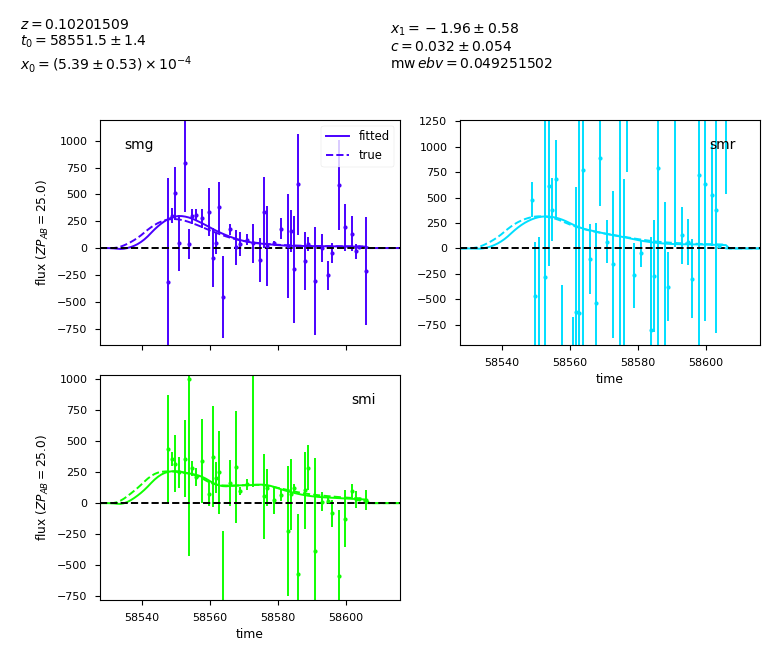 z = 0.10201509
t0 = 58551.5 ± 1.4
x0 = (5.39 ± 0.53) × 10^−4
x1 = −1.96 ± 0.58
c = 0.032 ± 0.054
mw ebv = 0.049251502
smg
fitted
true
1000
750
500
250
0
−250
−500
−750
flux (ZP_AB = 25.0)
smr
1250
1000
750
500
250
0
−250
−500
−750
58540 58560 58580 58600
time
smi
1000
750
500
250
0
−250
−500
−750
flux (ZP_AB = 25.0)
58540 58560 58580 58600
time